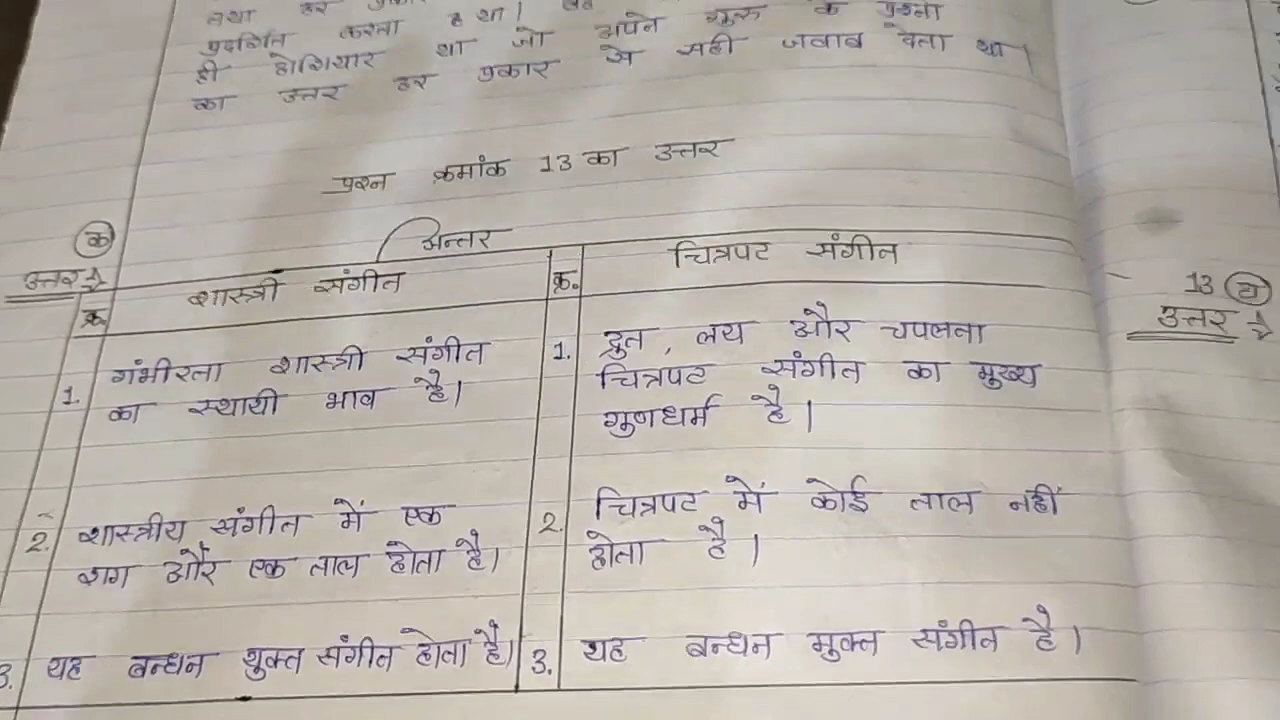 तथा हर
प्रदर्शित करता है था। वह
ही होशियार था जो अपने गुरु के प्रश्नों
का उत्तर हर प्रकार से सही जवाब देता था।
प्रश्न क्रमांक 13 का उत्तर
क
उत्तर→
अन्तर
क्र. शास्त्री संगीत
क्र. चित्रपट संगीत
1. गंभीरता शास्त्री संगीत
का स्थायी भाव है।
1. द्रुत, लय और चपलता
चित्रपट संगीत का मुख्य
गुणधर्म है।
2. शास्त्रीय संगीत में एक
राग और एक ताल होता है।
2. चित्रपट में कोई ताल नहीं
होता है।
3. यह बन्धन युक्त संगीत होता है।
3. यह बन्धन मुक्त संगीत है।
13
उत्तर→